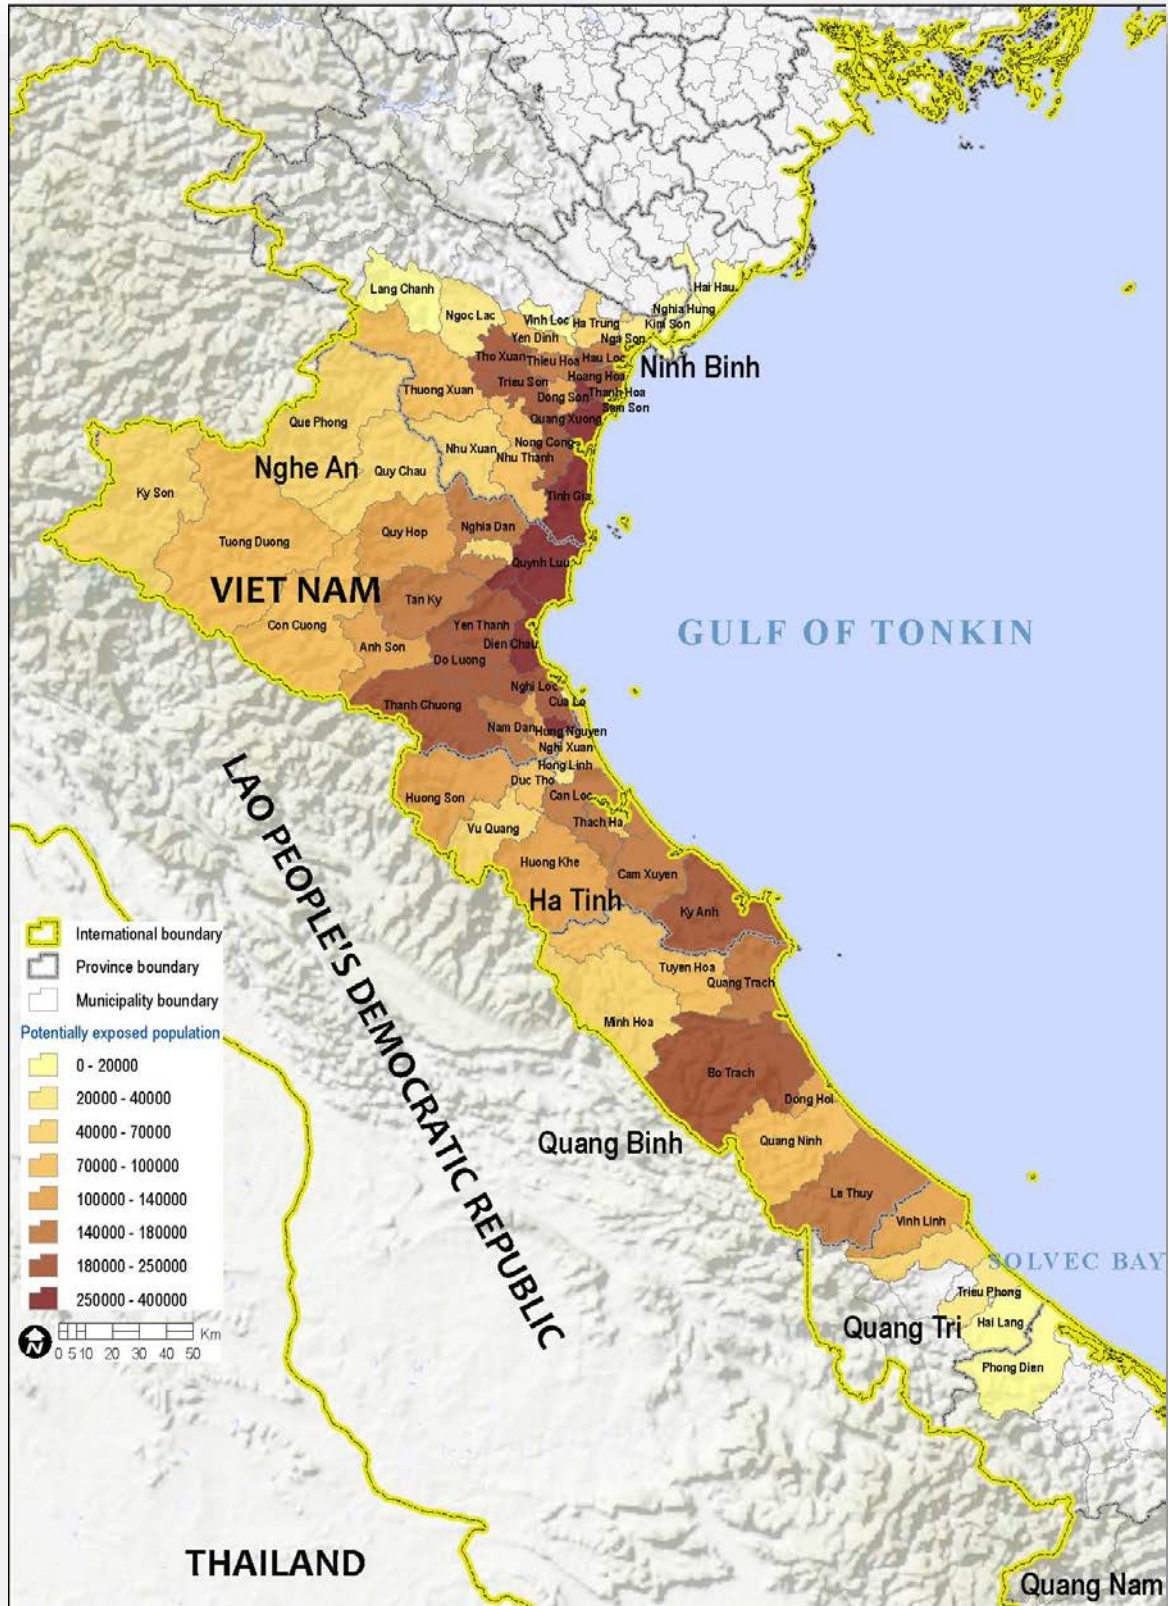 Hai Hau
Lang Chanh
Nghia Hung
Ngoc Lac
Vinh Loc
Ha Trung
Kim Son
Yen Dinh
Nga Son
Tho Xuan
Thieu Hoa
Hau Loc
Ninh Binh
Hoang Hoa
Trieu Son
Thuong Xuan
Dong Son
Thanh Hoa
Sam Son
Quang Xuong
Que Phong
Nong Cong
Nhu Xuan
Nhu Thanh
Nghe An
Quy Chau
Ky Son
Tinh Gia
Nghia Dan
Quy Hop
Tuong Duong
Quynh Luu
VIET NAM
Tan Ky
Con Cuong
Yen Thanh
GULF OF TONKIN
Anh Son
Dien Chau
Do Luong
Nghi Loc
Thanh Chuong
Cua Lo
Nam Dan
Hung Nguyen
Nghi Xuan
Hong Linh
Duc Tho
Huong Son
Can Loc
Vu Quang
Thach Ha
Huong Khe
Cam Xuyen
Ha Tinh
Ky Anh
LAO PEOPLE'S DEMOCRATIC REPUBLIC
Tuyen Hoa
Quang Trach
Minh Hoa
Bo Trach
Dong Hoi
Quang Binh
Quang Ninh
Le Thuy
Vinh Linh
SOLVEC BAY
Trieu Phong
Quang Tri
Hai Lang
Phong Dien
International boundary
Province boundary
Municipality boundary
Potentially exposed population
0 - 20000
20000 - 40000
40000 - 70000
70000 - 100000
100000 - 140000
140000 - 180000
180000 - 250000
250000 - 400000
N
Km
0 5 10 20 30 40 50
THAILAND
Quang Nam